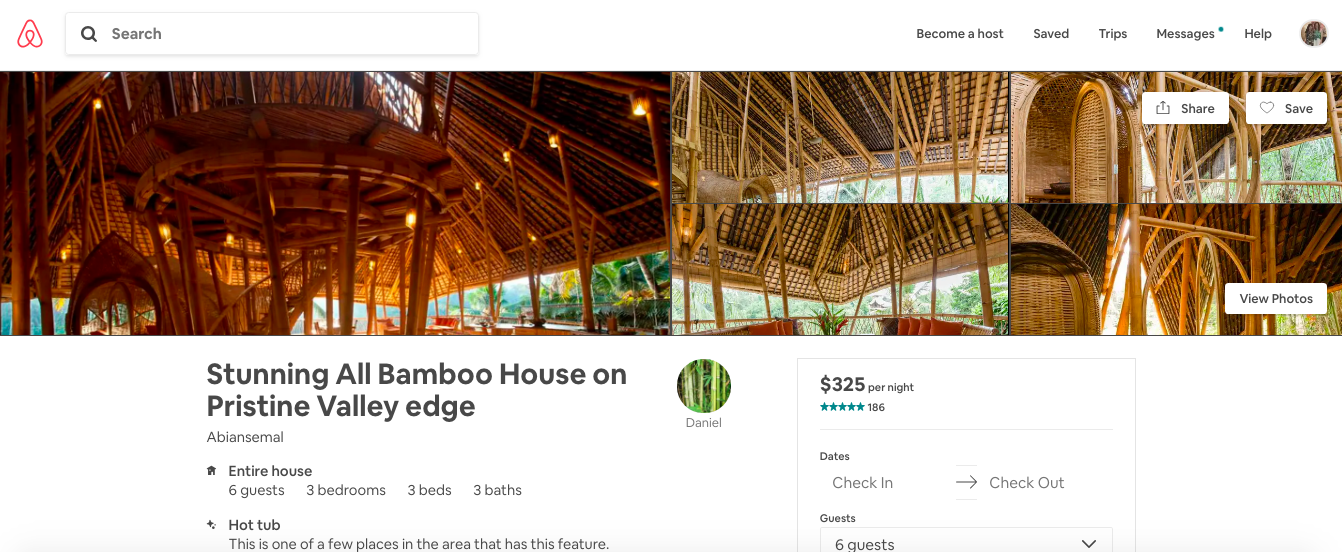 Search
Become a host
Saved
Trips
Messages
Help
Share
Save
View Photos
Stunning All Bamboo House on
Pristine Valley edge
Abiansemal
Daniel
Entire house
6 guests 3 bedrooms 3 beds 3 baths
Hot tub
This is one of a few places in the area that has this feature.
$325 per night
186
Dates
Check In
Check Out
Guests
6 guests